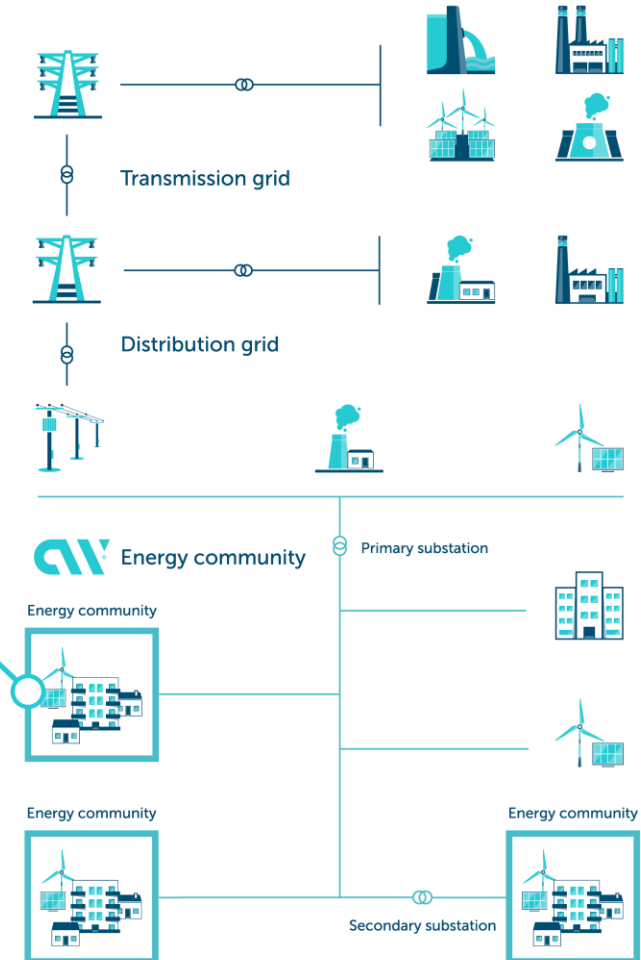 Transmission grid
Distribution grid
Energy community
Primary substation
Energy community
Energy community
Energy community
Secondary substation